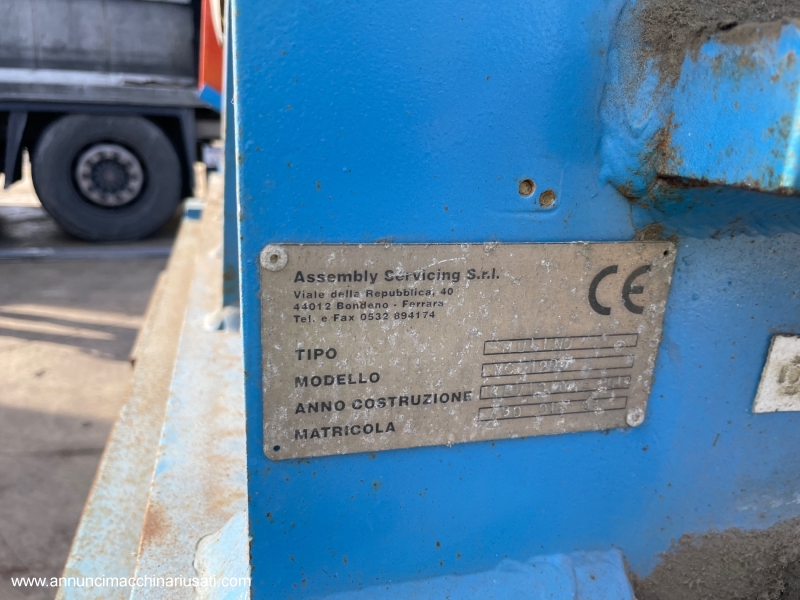 Assembly Servicing S.r.l.
Viale della Repubblica, 40
44012 Bondeno - Ferrara
Tel. e Fax 0532 894174
CE
TIPO MULINO
MODELLO
ANNO COSTRUZIONE
MATRICOLA
www.annuncimacchinariusati.com